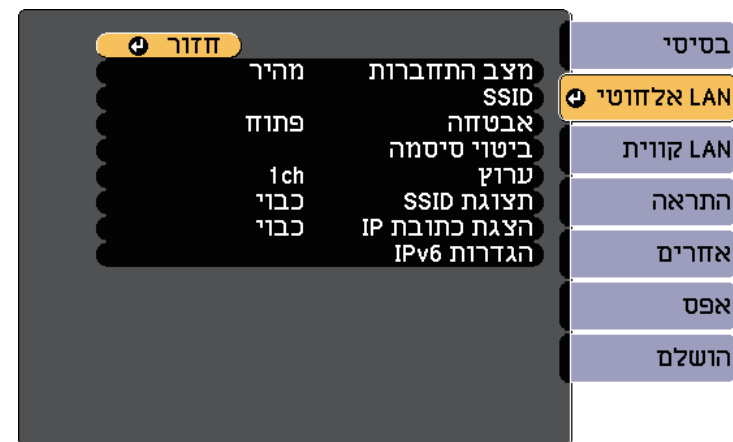 בסיסי
LAN אלחוטי
LAN קווית
התראה
אחרים
אפס
הושלם
חזור
מצב התחברות מהיר
SSID
אבטחה פתוח
ביטוי סיסמה
ערוץ 1ch
תצוגת SSID כבוי
הצגת כתובת IP כבוי
הגדרות IPv6